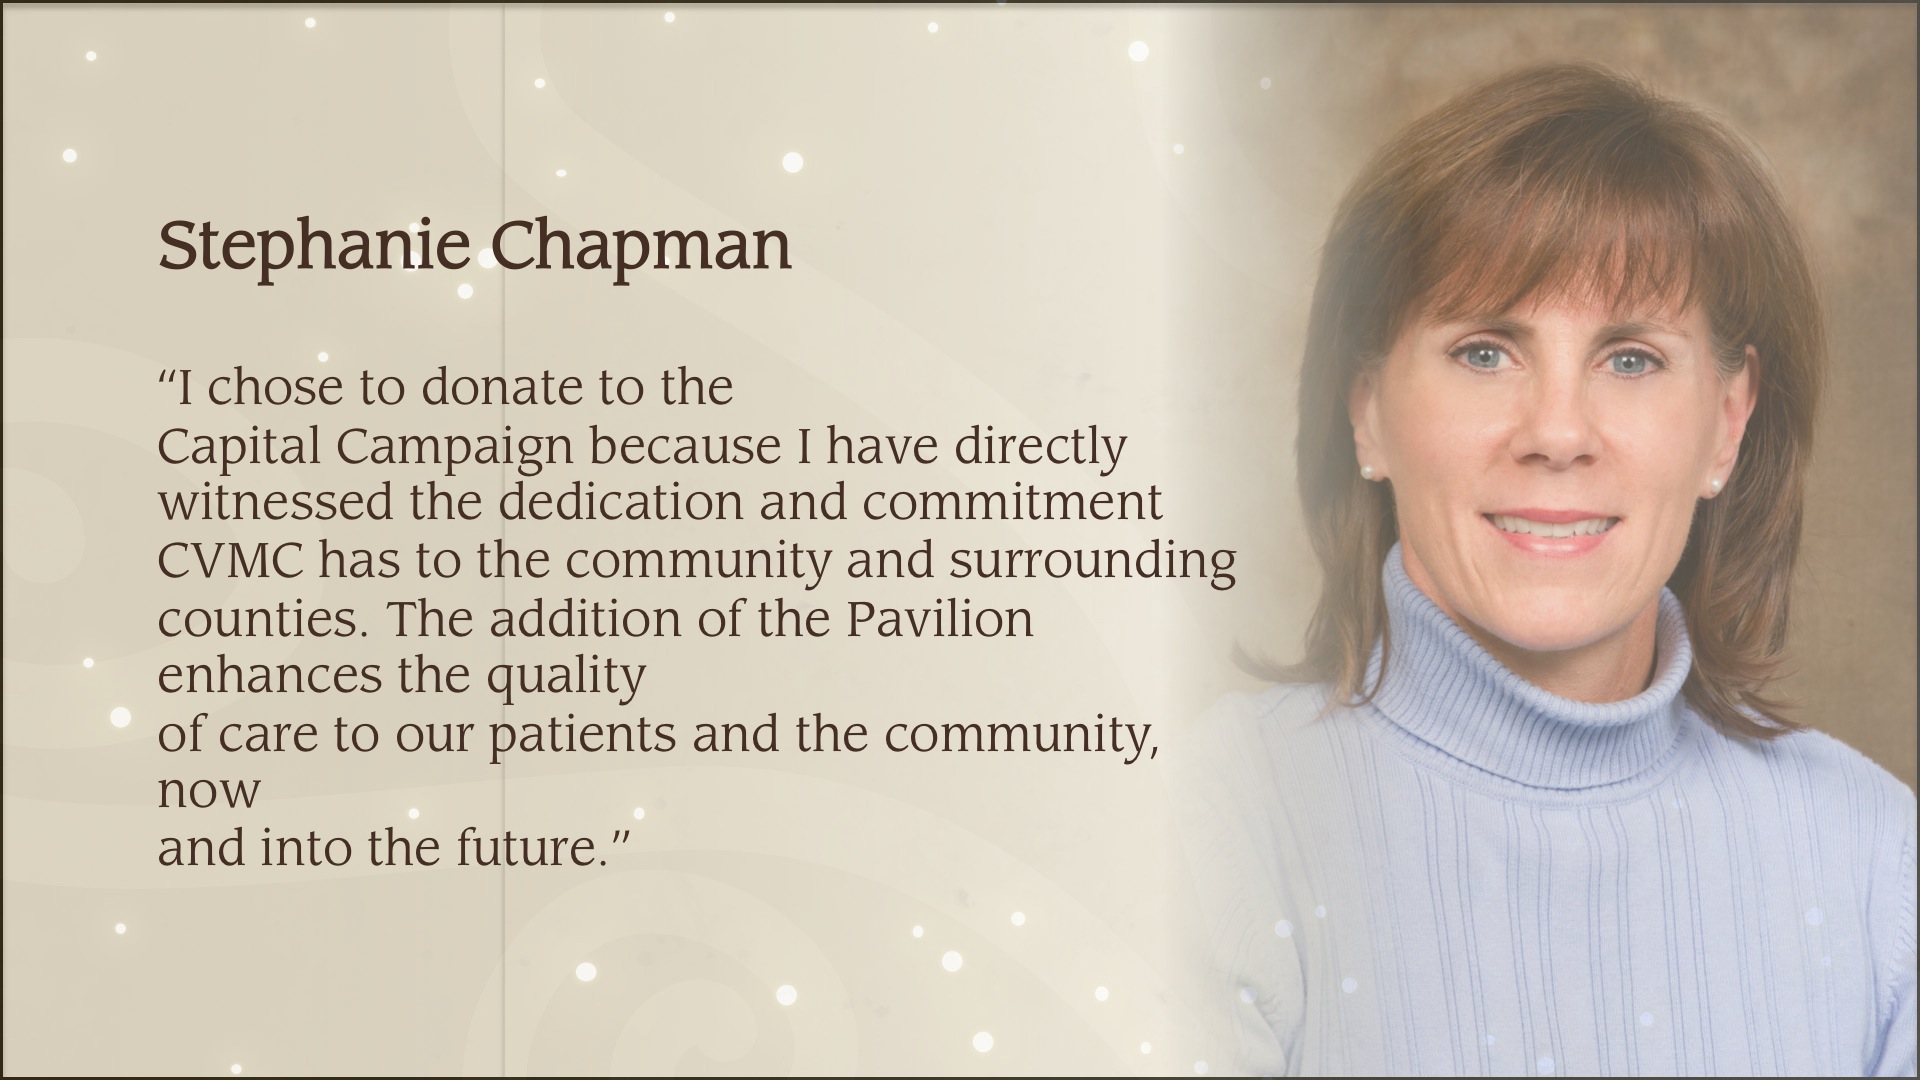 Stephanie Chapman
“I chose to donate to the
Capital Campaign because I have directly
witnessed the dedication and commitment
CVMC has to the community and surrounding
counties. The addition of the Pavilion
enhances the quality
of care to our patients and the community,
now
and into the future.”